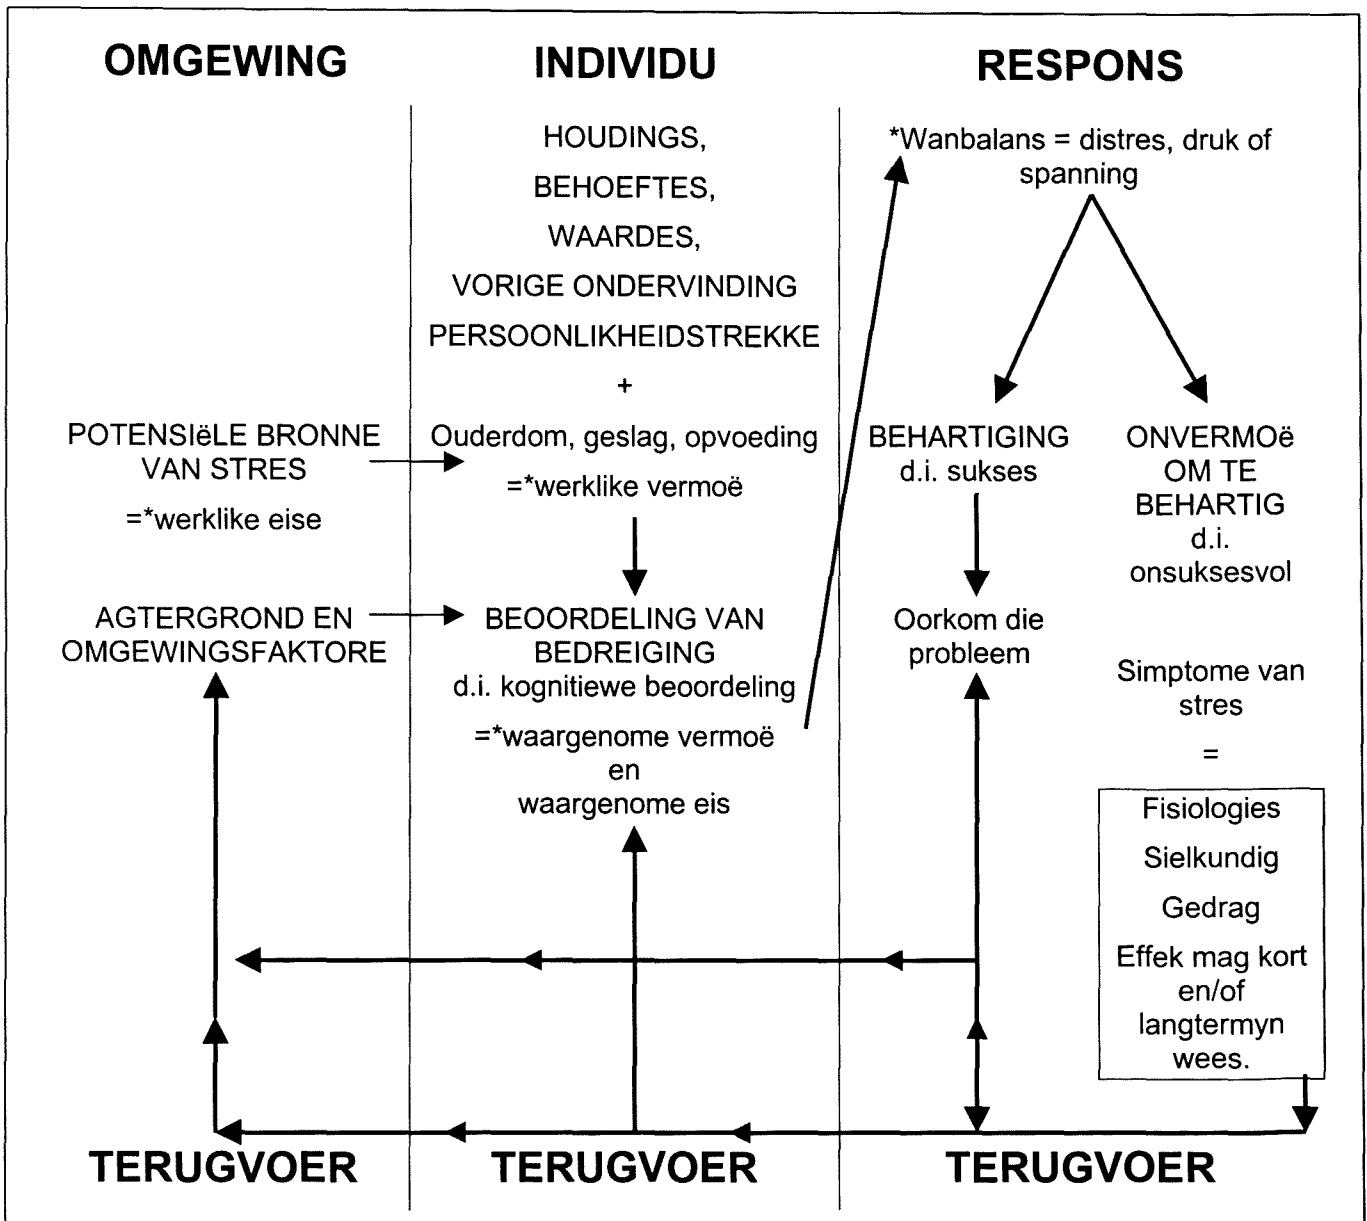 OMGEWING
INDIVIDU
RESPONS
HOUDINGS,
BEHOEFTES,
WAARDES,
VORIGE ONDERVINDING
PERSOONLIKHEIDSTREKKE
+
Ouderdom, geslag, opvoeding
=*werklike vermoë
POTENSIëLE BRONNE
VAN STRES
=*werklike eise
AGTERGROND EN
OMGEWINGSFAKTORE
BEOORDELING VAN
BEDREIGING
d.i. kognitiewe beoordeling
=*waargenome vermoë
en
waargenome eis
*Wanbalans = distres, druk of
spanning
BEHARTIGING
d.i. sukses
Oorkom die
probleem
ONVERMOë
OM TE
BEHARTIG
d.i.
onsuksesvol
Simptome van
stres
=
Fisiologies
Sielkundig
Gedrag
Effek mag kort
en/of
langtermyn
wees.
TERUGVOER
TERUGVOER
TERUGVOER